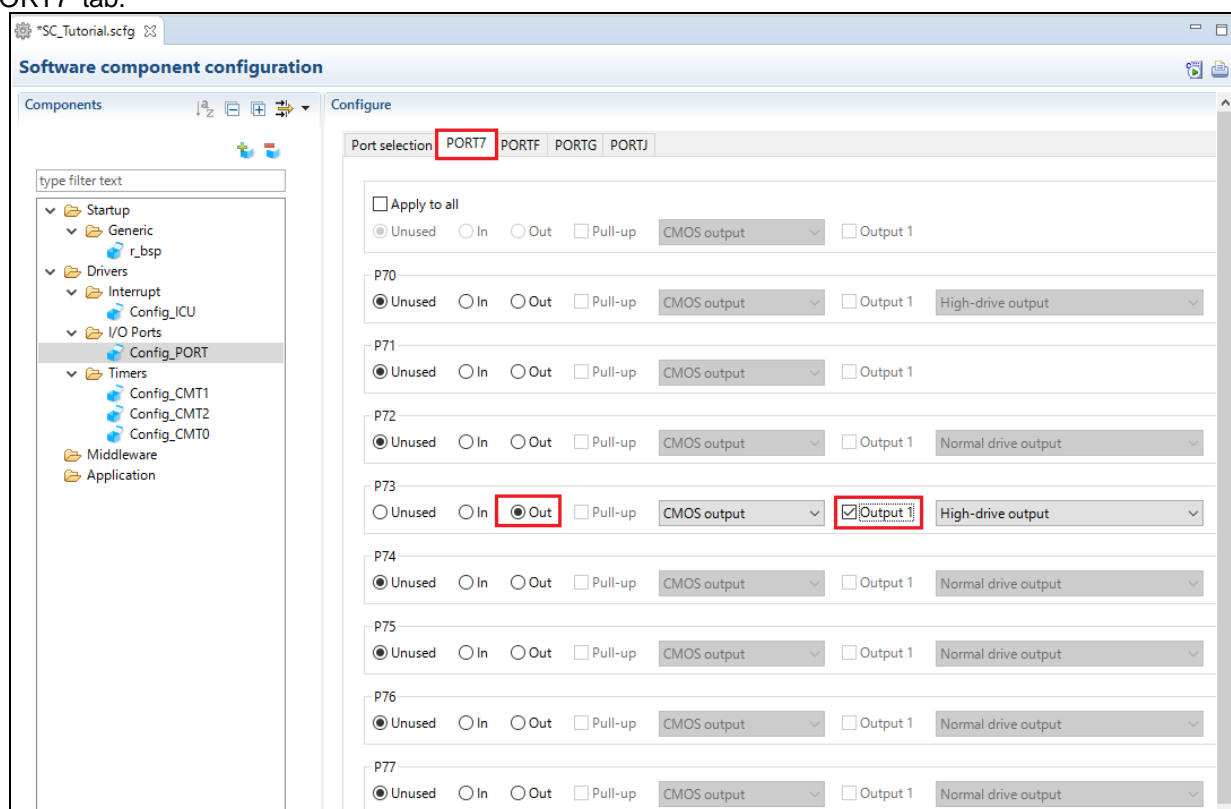 PORT7' tab.
*SC_Tutorial.scfg
Software component configuration
Components
Configure
type filter text
Startup
Generic
r_bsp
Drivers
Interrupt
Config_ICU
I/O Ports
Config_PORT
Timers
Config_CMT1
Config_CMT2
Config_CMT0
Middleware
Application
Port selection PORT7 PORTF PORTG PORTJ
Apply to all
Unused In Out Pull-up CMOS output Output 1
P70
Unused In Out Pull-up CMOS output Output 1 High-drive output
P71
Unused In Out Pull-up CMOS output Output 1
P72
Unused In Out Pull-up CMOS output Output 1 Normal drive output
P73
Unused In Out Pull-up CMOS output Output 1 High-drive output
P74
Unused In Out Pull-up CMOS output Output 1 Normal drive output
P75
Unused In Out Pull-up CMOS output Output 1 Normal drive output
P76
Unused In Out Pull-up CMOS output Output 1 Normal drive output
P77
Unused In Out Pull-up CMOS output Output 1 Normal drive output